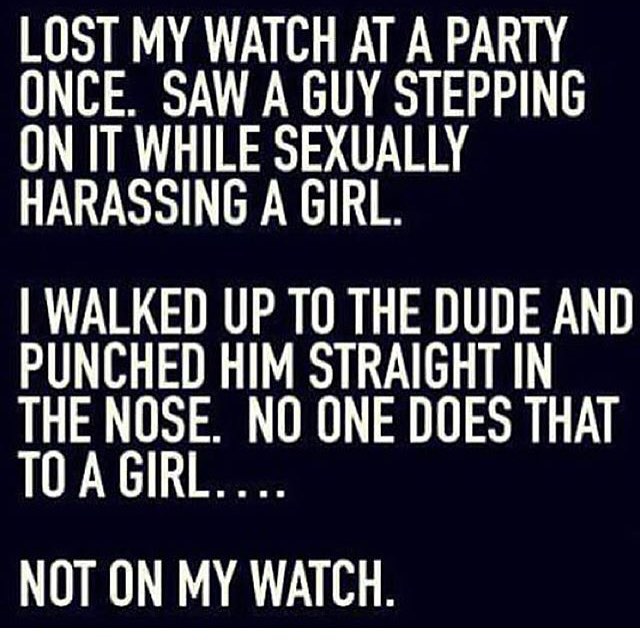 LOST MY WATCH AT A PARTY
ONCE. SAW A GUY STEPPING
ON IT WHILE SEXUALLY
HARASSING A GIRL.
I WALKED UP TO THE DUDE AND
PUNCHED HIM STRAIGHT IN
THE NOSE. NO ONE DOES THAT
TO A GIRL....
NOT ON MY WATCH.